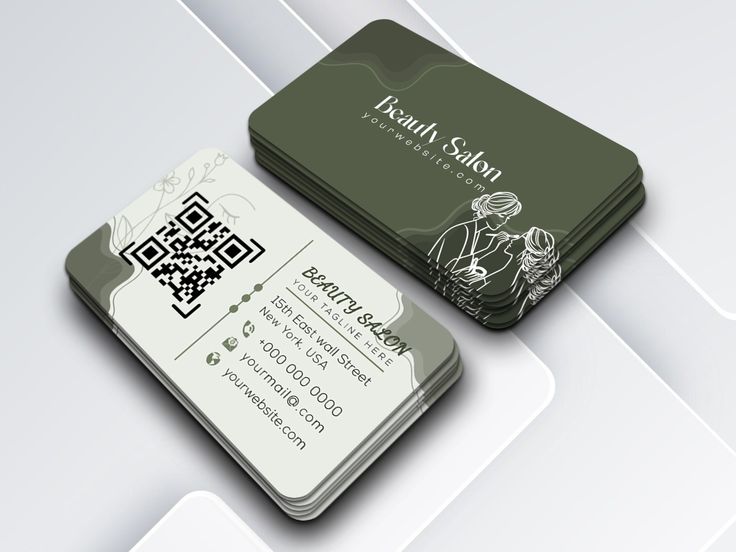 Beauty Salon
yourwebsite.com
BEAUTY SALON
YOUR TAGLINE HERE
15th East wall Street
New York, USA
+000 000 0000
yourmail@.com
yourwebsite.com